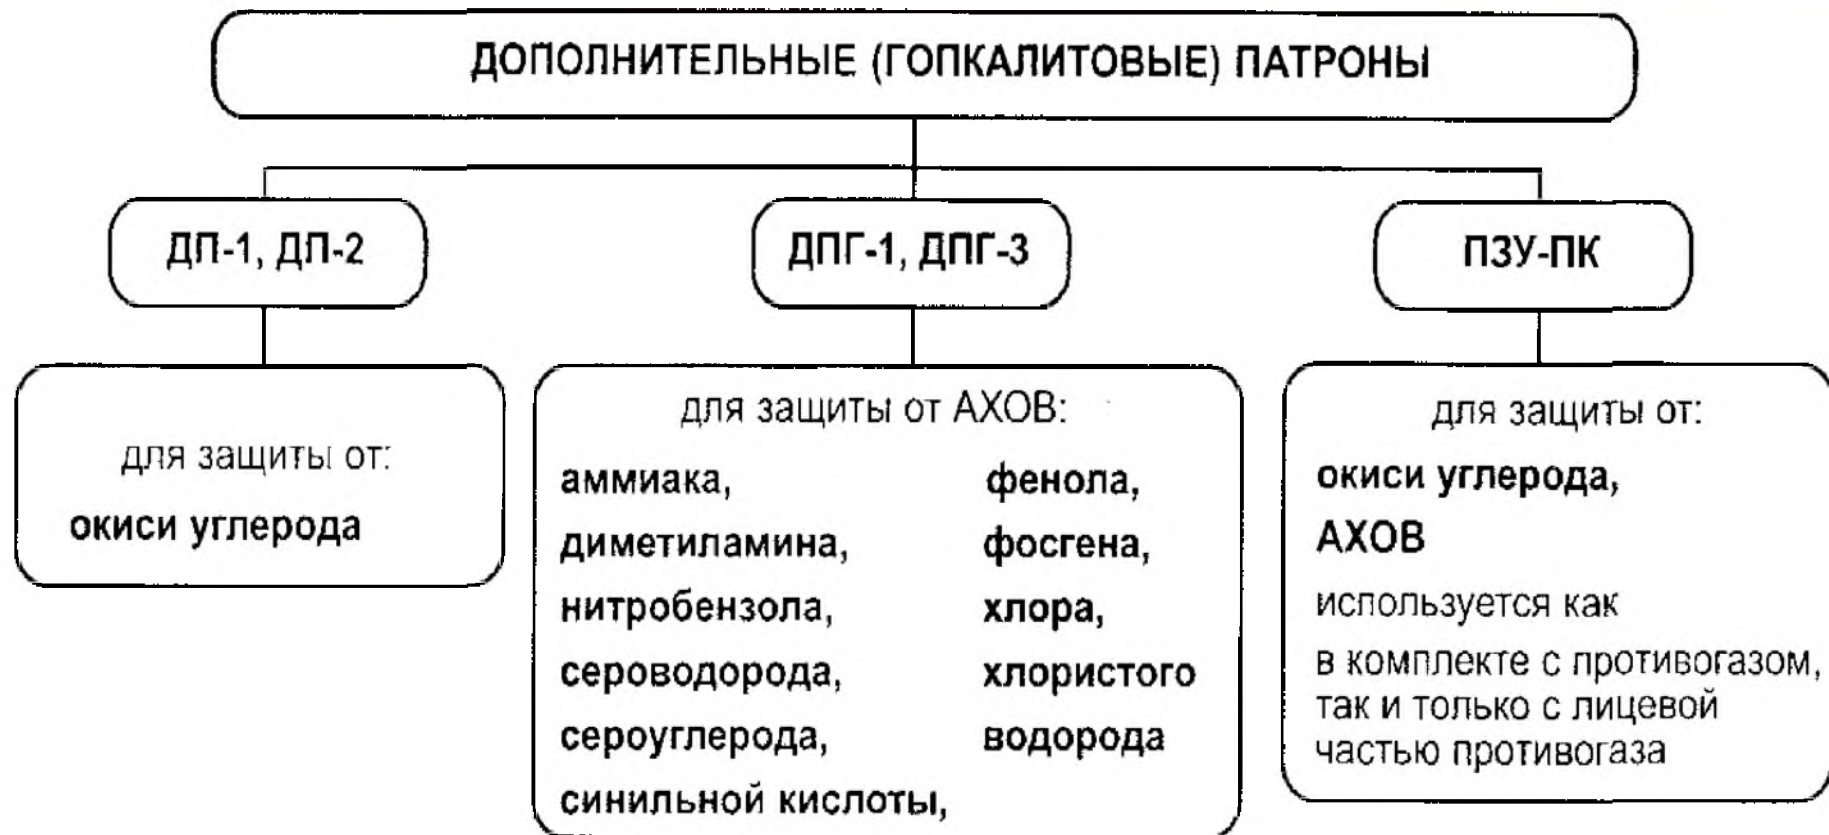 ДОПОЛНИТЕЛЬНЫЕ (ГОПКАЛИТОВЫЕ) ПАТРОНЫ
ДП-1, ДП-2
для защиты от:
окиси углерода
ДПГ-1, ДПГ-3
для защиты от АХОВ:
аммиака,
диметиламина,
нитробензола,
сероводорода,
сероуглерода,
синильной кислоты,
фенола,
фосгена,
хлора,
хлористого
водорода
ПЗУ-ПК
для защиты от:
окиси углерода,
АХОВ
используется как
в комплекте с противогазом,
так и только с лицевой
частью противогаза